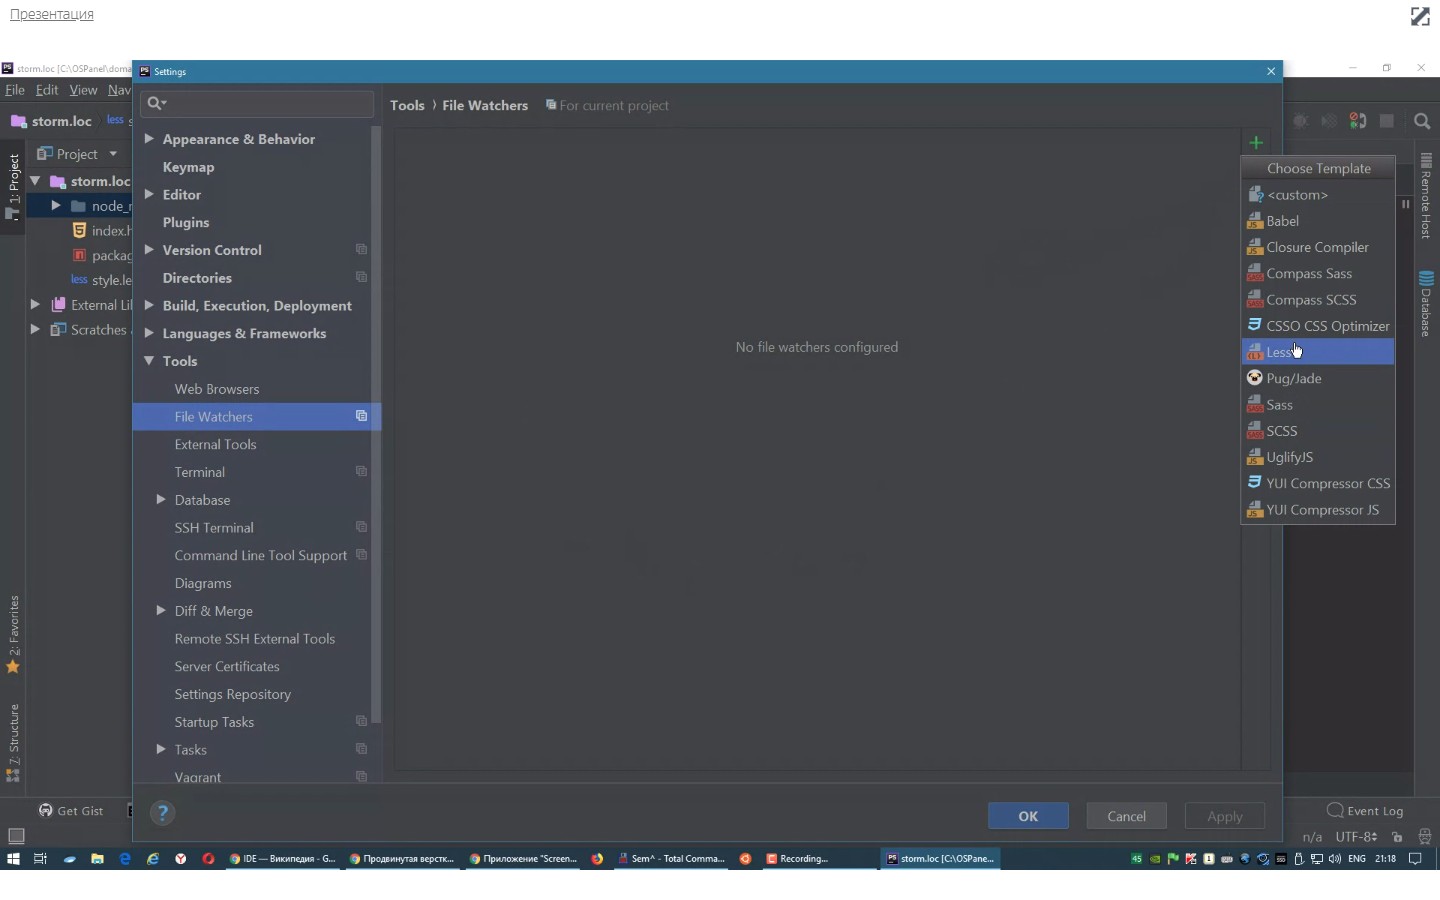 Презентация
storm.loc [C:\OSPanel\doma
Settings
File Edit View Nav
Tools › File Watchers For current project
storm.loc less s
Project
1: Project
storm.loc
node_r
index.h
packag
less style.le
External Li
Scratches
Appearance & Behavior
Keymap
Editor
Plugins
Version Control
Directories
Build, Execution, Deployment
Languages & Frameworks
Tools
Web Browsers
File Watchers
External Tools
Terminal
Database
SSH Terminal
Command Line Tool Support
Diagrams
Diff & Merge
Remote SSH External Tools
Server Certificates
Settings Repository
Startup Tasks
Tasks
Vagrant
No file watchers configured
Choose Template
<custom>
Babel
Closure Compiler
Compass Sass
Compass SCSS
CSSO CSS Optimizer
Less
Pug/Jade
Sass
SCSS
UglifyJS
YUI Compressor CSS
YUI Compressor JS
Remote Host
Database
2: Favorites
7: Structure
OK Cancel Apply
Get Gist
Event Log
n/a UTF-8
IDE — Википедия - G...
Продвинутая верстк...
Приложение "Screen...
Sem^ - Total Comma...
Recording...
storm.loc [C:\OSPane...
45
ENG 21:18